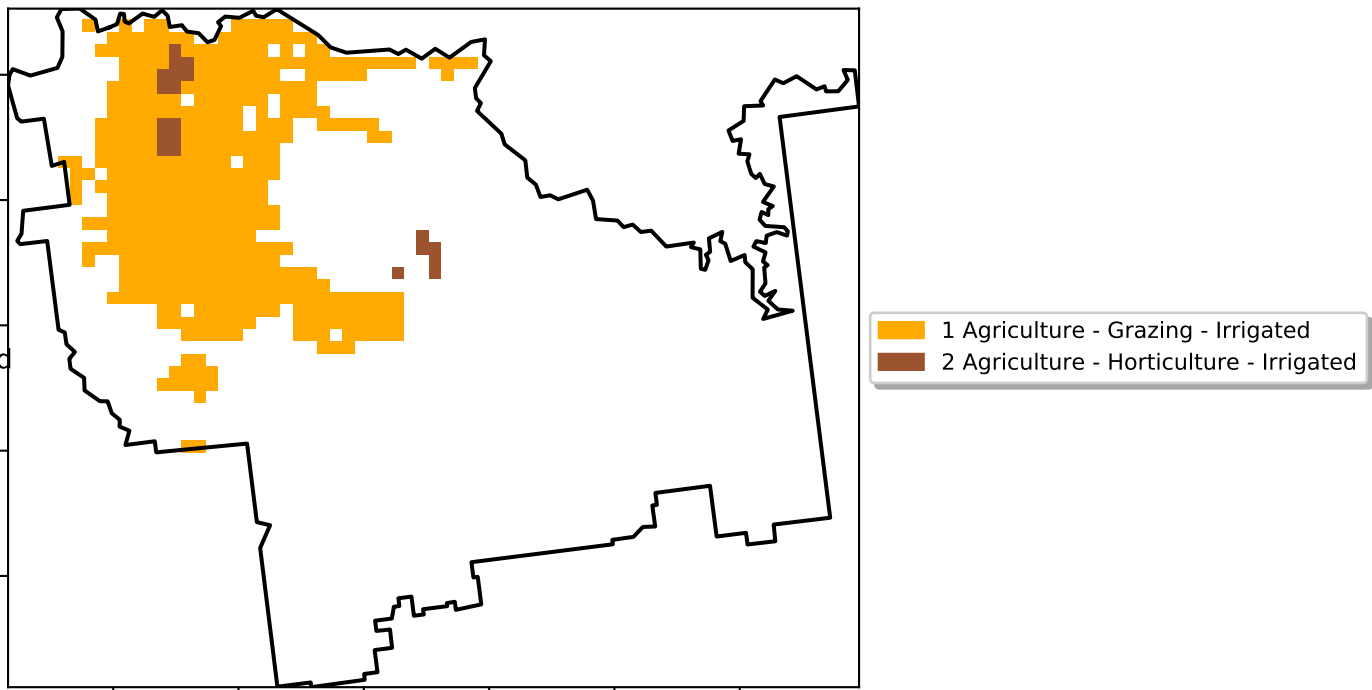 d
1 Agriculture - Grazing - Irrigated
2 Agriculture - Horticulture - Irrigated